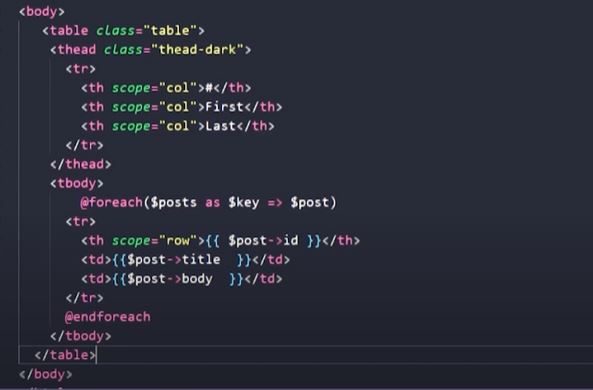 <body>
<table class="table">
<thead class="thead-dark">
<tr>
<th scope="col">#</th>
<th scope="col">First</th>
<th scope="col">Last</th>
</tr>
</thead>
<tbody>
@foreach($posts as $key => $post)
<tr>
<th scope="row">{{ $post->id }}</th>
<td>{{$post->title  }}</td>
<td>{{$post->body  }}</td>
</tr>
@endforeach
</tbody>
</table>
</body>